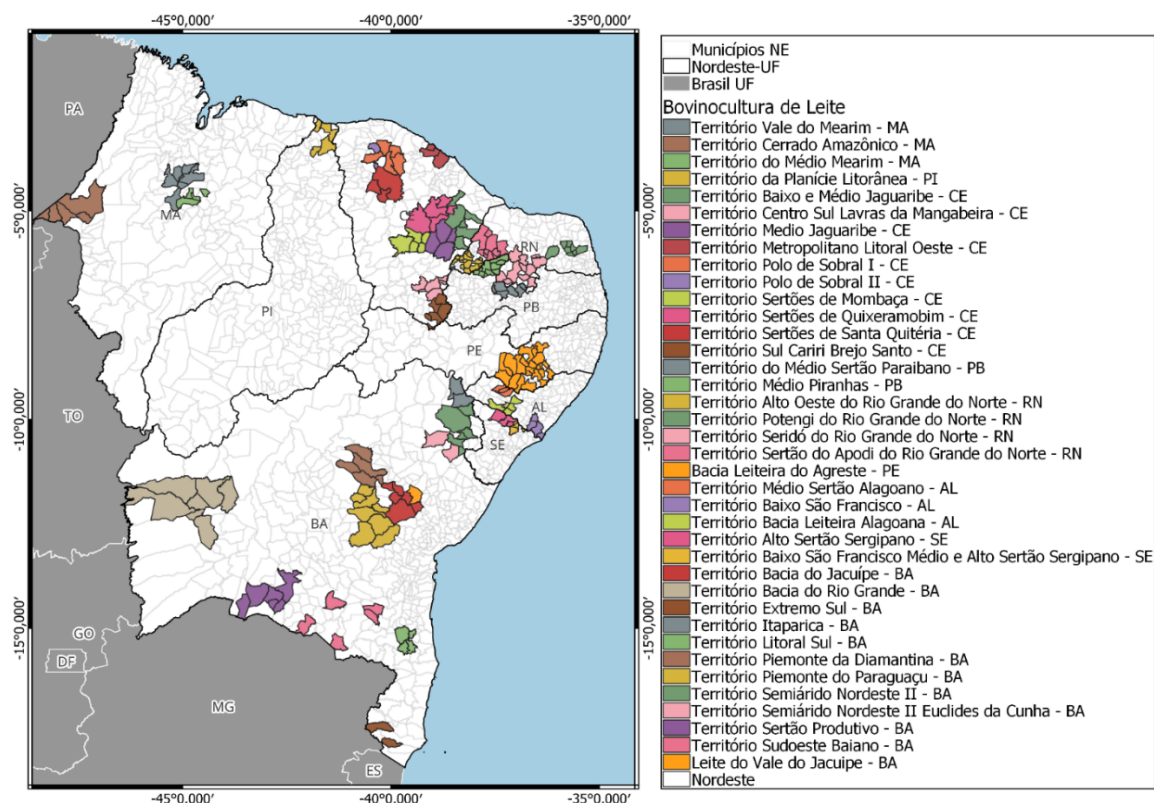 -45°0,000′ -40°0,000′ -35°0,000′
-5°0,000′ -5°0,000′
-10°0,000′ -10°0,000′
-15°0,000′ -15°0,000′
-45°0,000′ -40°0,000′ -35°0,000′
PA
MA
RN
PI
PB
PE
TO
AL
SE
BA
GO
DF
MG
ES
Municípios NE
Nordeste-UF
Brasil UF
Bovinocultura de Leite
Território Vale do Mearim - MA
Território Cerrado Amazônico - MA
Território do Médio Mearim - MA
Território da Planície Litorânea - PI
Território Baixo e Médio Jaguaribe - CE
Território Centro Sul Lavras da Mangabeira - CE
Território Medio Jaguaribe - CE
Território Metropolitano Litoral Oeste - CE
Territorio Polo de Sobral I - CE
Território Polo de Sobral II - CE
Territorio Sertões de Mombaça - CE
Território Sertões de Quixeramobim - CE
Território Sertões de Santa Quitéria - CE
Território Sul Cariri Brejo Santo - CE
Território do Médio Sertão Paraibano - PB
Território Médio Piranhas - PB
Território Alto Oeste do Rio Grande do Norte - RN
Território Potengi do Rio Grande do Norte - RN
Território Seridó do Rio Grande do Norte - RN
Território Sertão do Apodi do Rio Grande do Norte - RN
Bacia Leiteira do Agreste - PE
Território Médio Sertão Alagoano - AL
Território Baixo São Francisco - AL
Território Bacia Leiteira Alagoana - AL
Território Alto Sertão Sergipano - SE
Território Baixo São Francisco Médio e Alto Sertão Sergipano - SE
Território Bacia do Jacuípe - BA
Território Bacia do Rio Grande - BA
Território Extremo Sul - BA
Território Itaparica - BA
Território Litoral Sul - BA
Território Piemonte da Diamantina - BA
Território Piemonte do Paraguaçu - BA
Território Semiárido Nordeste II - BA
Território Semiárido Nordeste II Euclides da Cunha - BA
Território Sertão Produtivo - BA
Território Sudoeste Baiano - BA
Leite do Vale do Jacuipe - BA
Nordeste